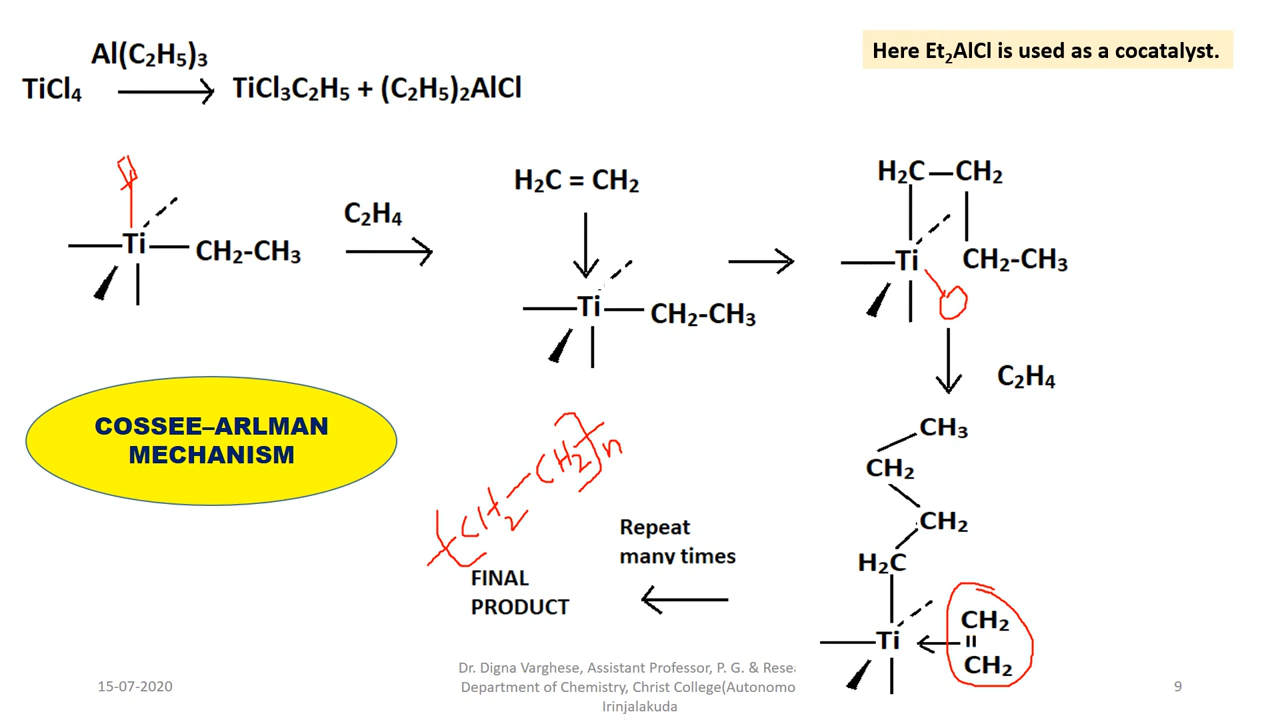 Al(C₂H₅)₃
TiCl₄ ⟶ TiCl₃C₂H₅ + (C₂H₅)₂AlCl
Here Et₂AlCl is used as a cocatalyst.
Ti CH₂-CH₃
C₂H₄
H₂C = CH₂
Ti CH₂-CH₃
H₂C — CH₂
Ti CH₂-CH₃
C₂H₄
COSSEE–ARLMAN
MECHANISM
CH₃
CH₂
CH₂
H₂C
Ti
CH₂
=
CH₂
Repeat
many times
(CH₂-CH₂)n
FINAL
PRODUCT
15-07-2020
Dr. Digna Varghese, Assistant Professor, P. G. & Resea
Department of Chemistry, Christ College(Autonomo
Irinjalakuda
9